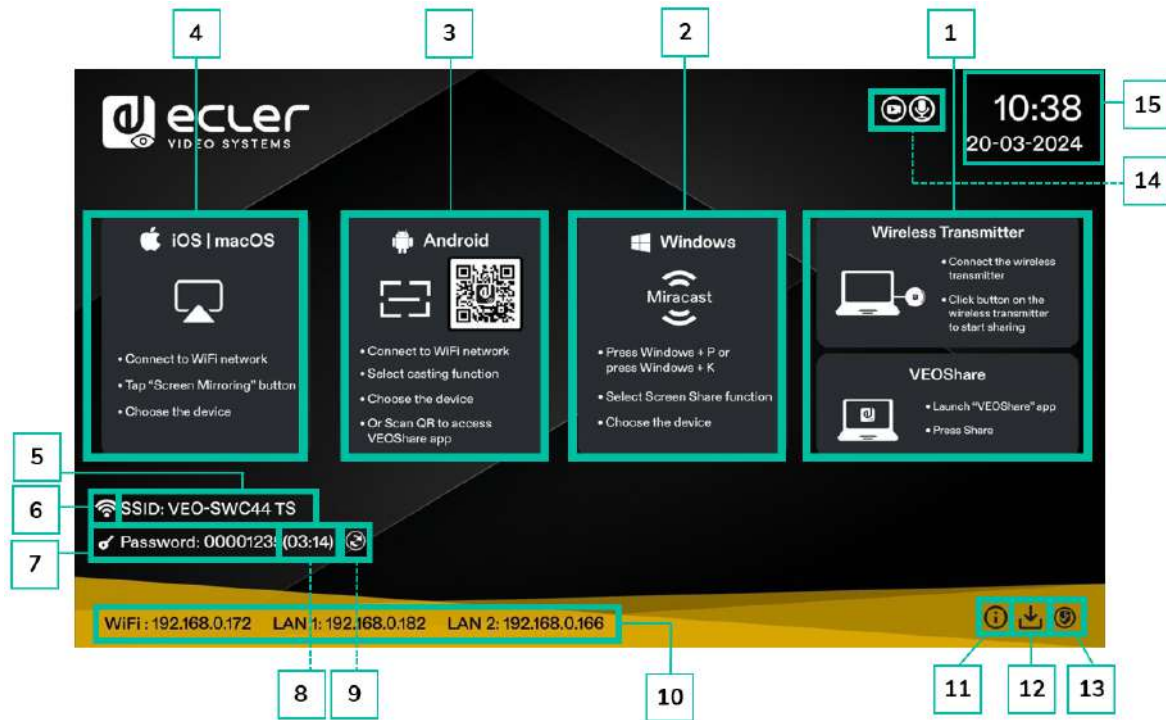 4
3
2
1
ecler
VIDEO SYSTEMS
10:38
20-03-2024
15
14
iOS | macOS
• Connect to WiFi network
• Tap “Screen Mirroring” button
• Choose the device
Android
• Connect to WiFi network
• Select casting function
• Choose the device
• Or Scan QR to access
VEOShare app
Windows
Miracast
• Press Windows + P or
press Windows + K
• Select Screen Share function
• Choose the device
Wireless Transmitter
• Connect the wireless
transmitter
• Click button on the
wireless transmitter
to start sharing
VEOShare
• Launch “VEOShare” app
• Press Share
5
6
SSID: VEO-SWC44 TS
7
Password: 00001235 (03:14)
WiFi : 192.168.0.172 LAN 1: 192.168.0.182 LAN 2: 192.168.0.166
8
9
10
11
12
13